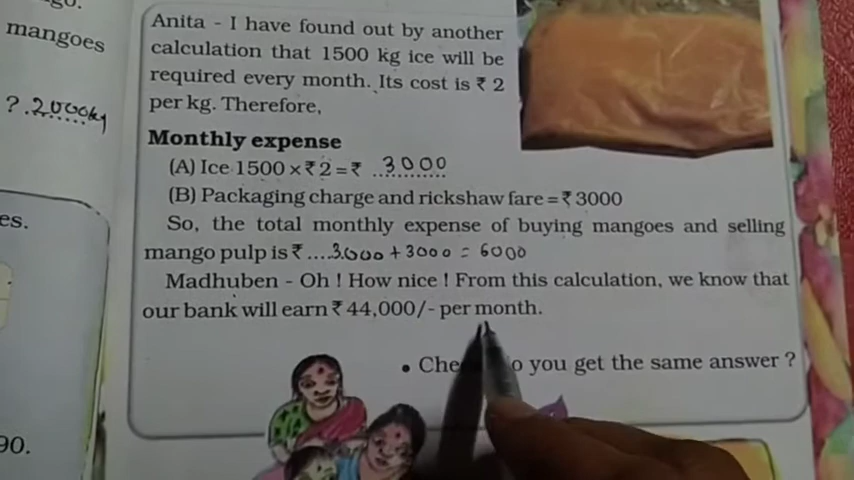 mangoes
? 2000kg
es.
90.
Anita - I have found out by another
calculation that 1500 kg ice will be
required every month. Its cost is ₹ 2
per kg. Therefore,
Monthly expense
(A) Ice 1500 × ₹ 2 = ₹ 3000
(B) Packaging charge and rickshaw fare = ₹ 3000
So, the total monthly expense of buying mangoes and selling
mango pulp is ₹ ....3000 + 3000 = 6000
Madhuben - Oh ! How nice ! From this calculation, we know that
our bank will earn ₹ 44,000/- per month.
• Che o you get the same answer ?